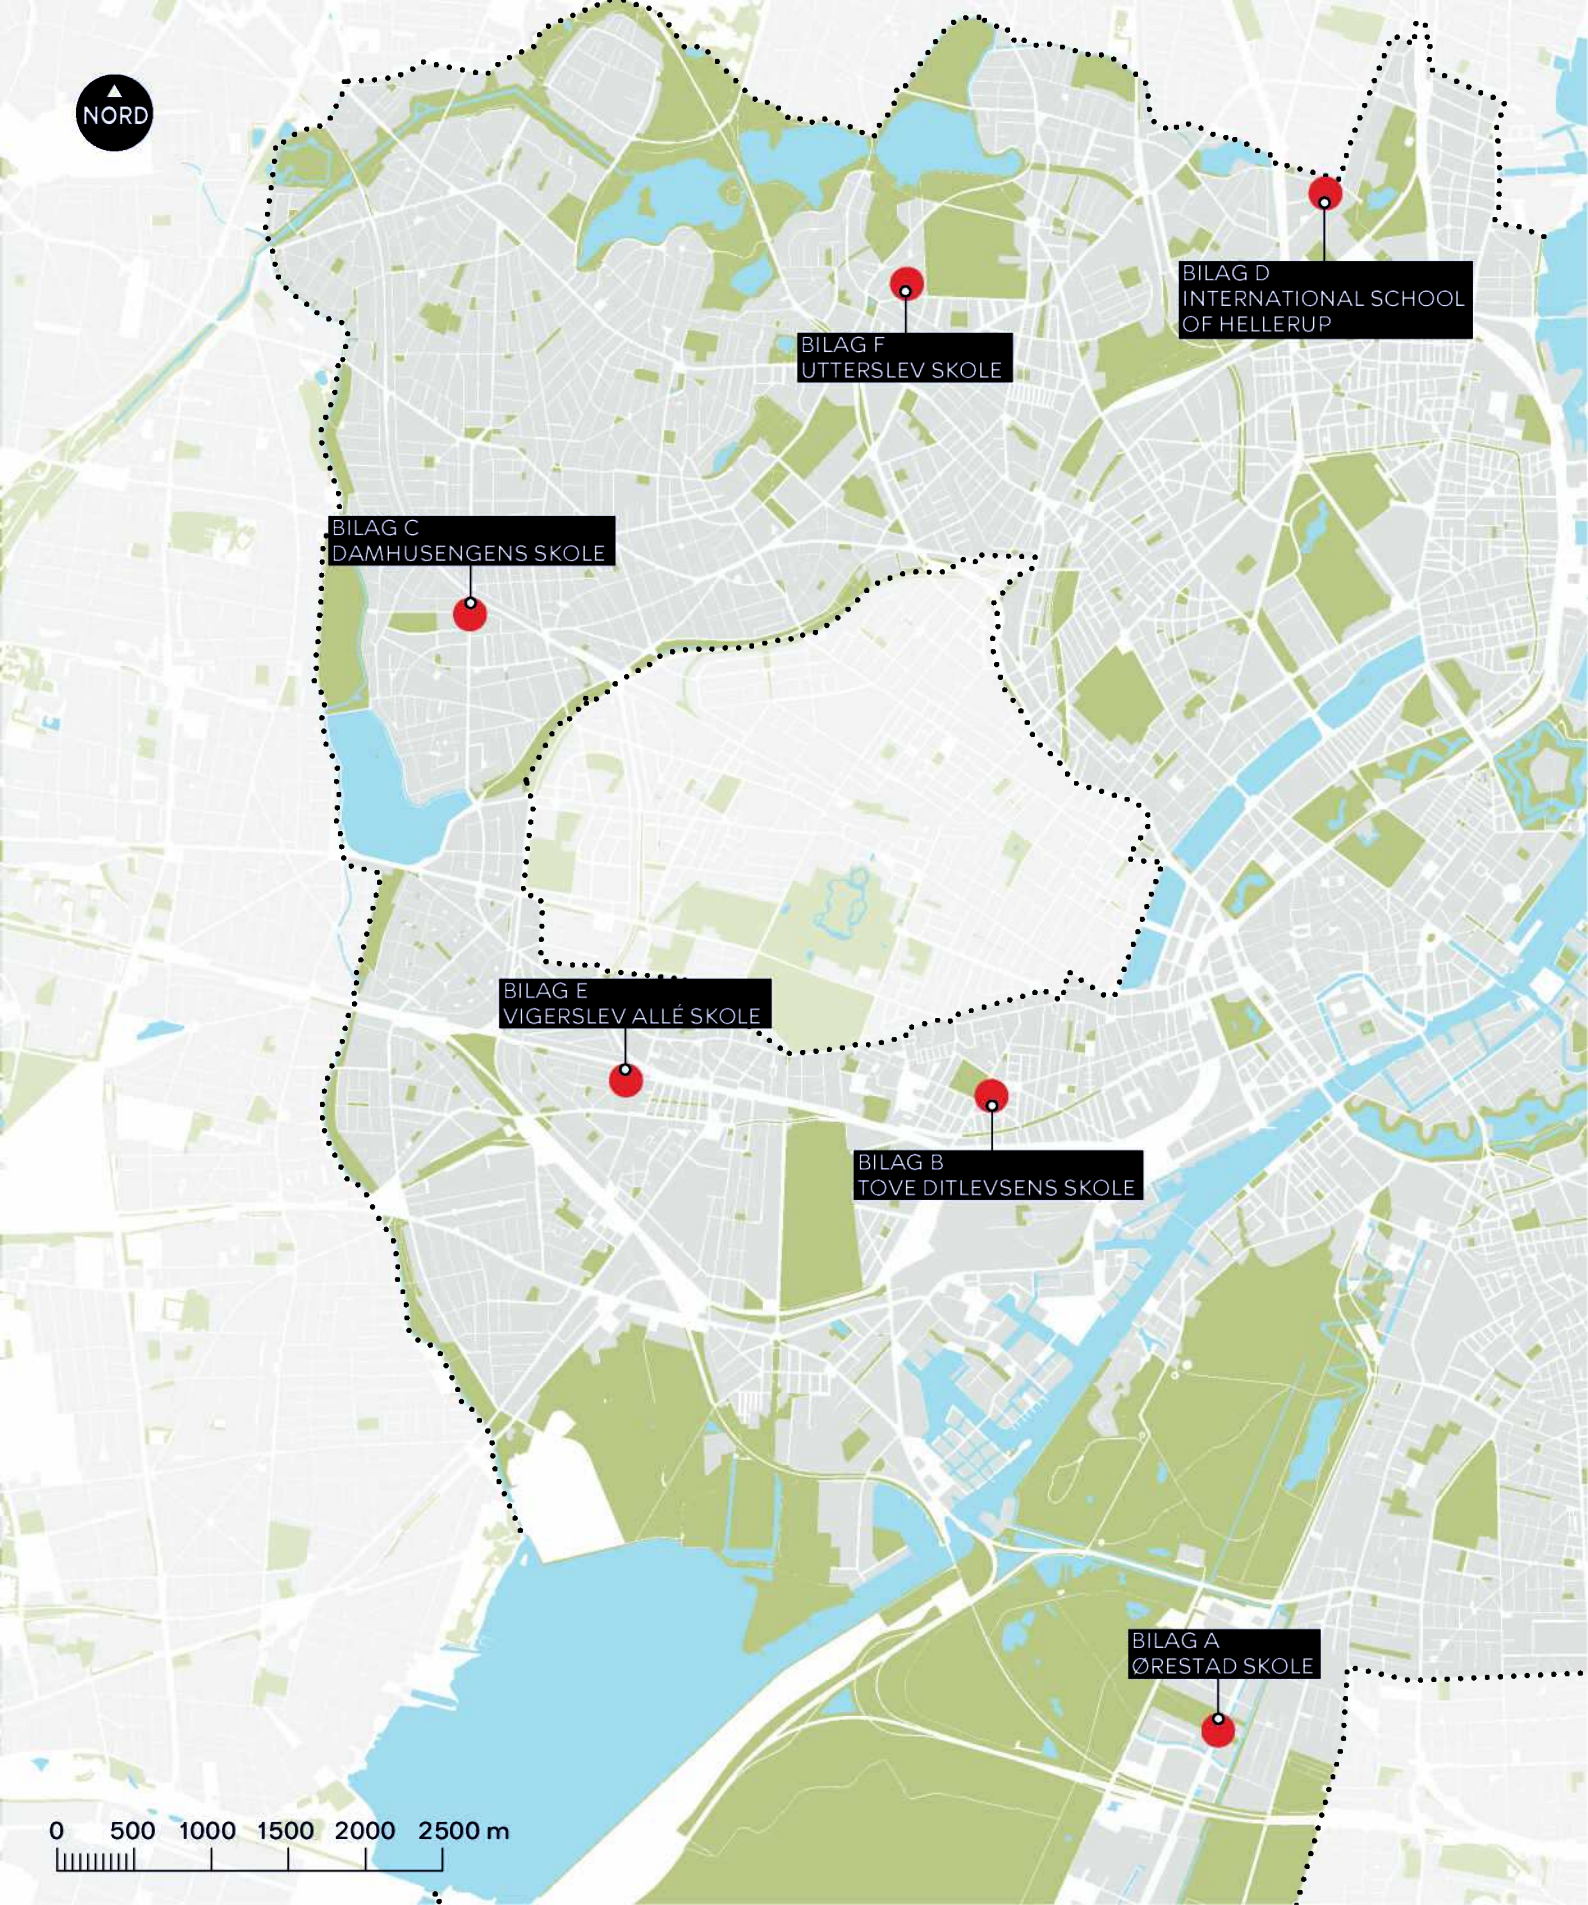 NORD
BILAG D
INTERNATIONAL SCHOOL
OF HELLERUP
BILAG F
UTTERSLEV SKOLE
BILAG C
DAMHUSENGENS SKOLE
BILAG E
VIGERSLEV ALLÉ SKOLE
BILAG B
TOVE DITLEVSENS SKOLE
BILAG A
ØRESTAD SKOLE
0 500 1000 1500 2000 2500 m